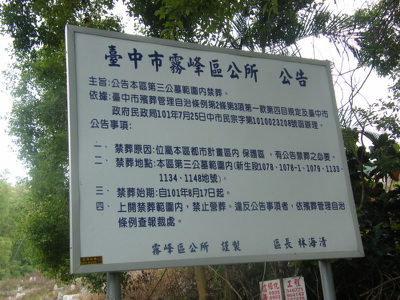 臺中市霧峰區公所 公告
主旨:公告本區第三公墓範圍內禁葬。
依據:臺中市殯葬管理自治條例第2條第3項第一款第四目規定及臺中市
政府民政局101年7月25日中市民宗字第1010023208號函辦理。
公告事項:
一、禁葬原因:位屬本區都市計畫區內 保護區 ,有公告禁葬之必要。
二、禁葬地點:本區第三公墓範圍內(新生段1078、1078-1、1079、1133、
1134、1148地號)。
三、禁葬始期:自101年8月17日起。
四、上開禁葬範圍內,禁止營葬。違反公告事項者,依殯葬管理自治
條例查報裁處。
霧峰區公所 謹製 區長 林海清
工程